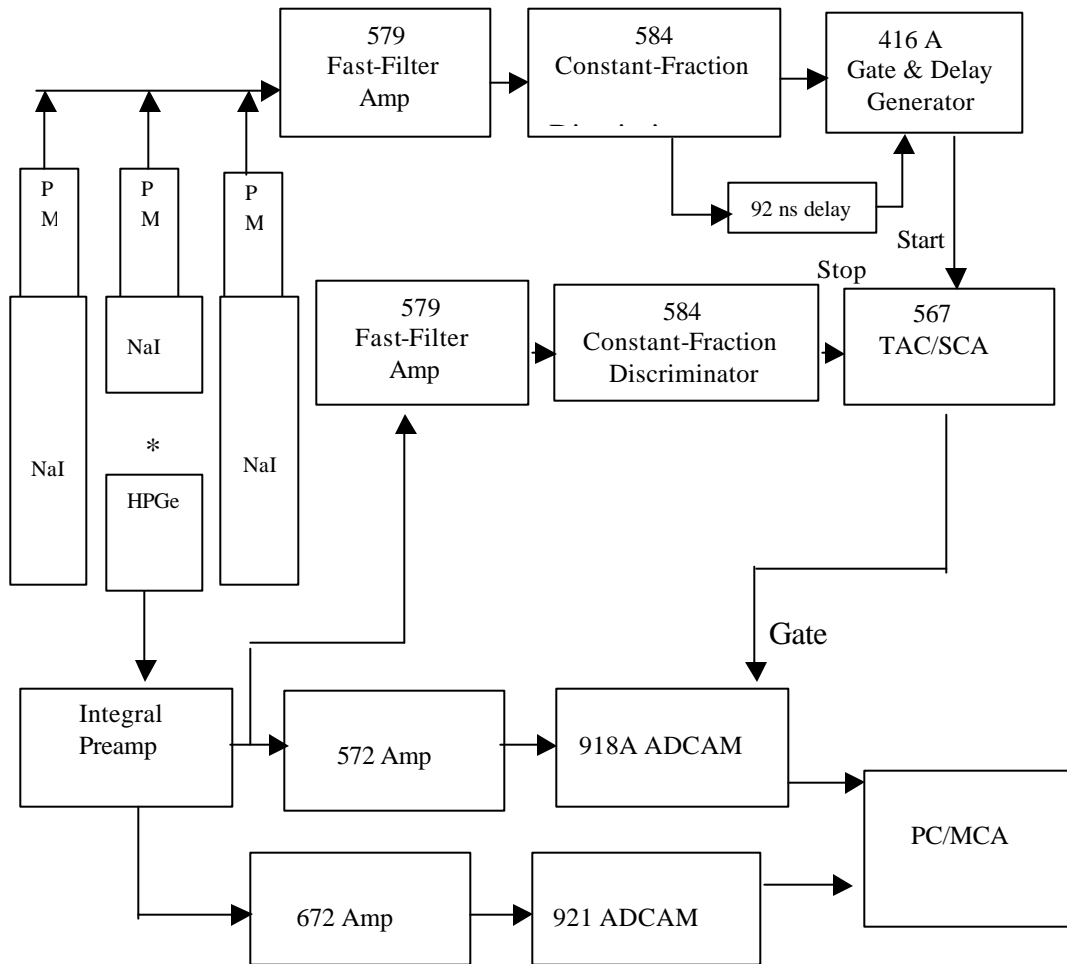 579
Fast-Filter
Amp
584
Constant-Fraction
416 A
Gate & Delay
Generator
P
M
P
M
P
M
92 ns delay
Start
Stop
579
Fast-Filter
Amp
584
Constant-Fraction
Discriminator
567
TAC/SCA
NaI
*
NaI
HPGe
NaI
Gate
Integral
Preamp
572 Amp
918A ADCAM
PC/MCA
672 Amp
921 ADCAM